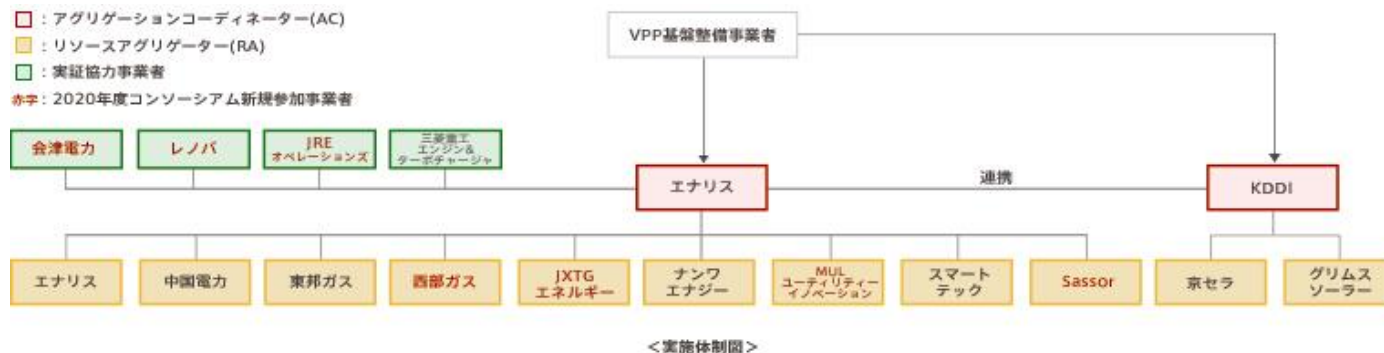 ：アグリゲーションコーディネーター(AC)
：リソースアグリゲーター(RA)
：実証協力事業者
赤字：2020年度コンソーシアム新規参加事業者
VPP基盤整備事業者
会津電力
レノバ
JRE
オペレーションズ
三菱重工
エンジン&
ターボチャージャ
エナリス
連携
KDDI
エナリス
中国電力
東邦ガス
西部ガス
JXTG
エネルギー
ナンワ
エナジー
MUL
ユーティリティー
イノベーション
スマート
テック
Sassor
京セラ
グリムス
ソーラー
＜実施体制図＞